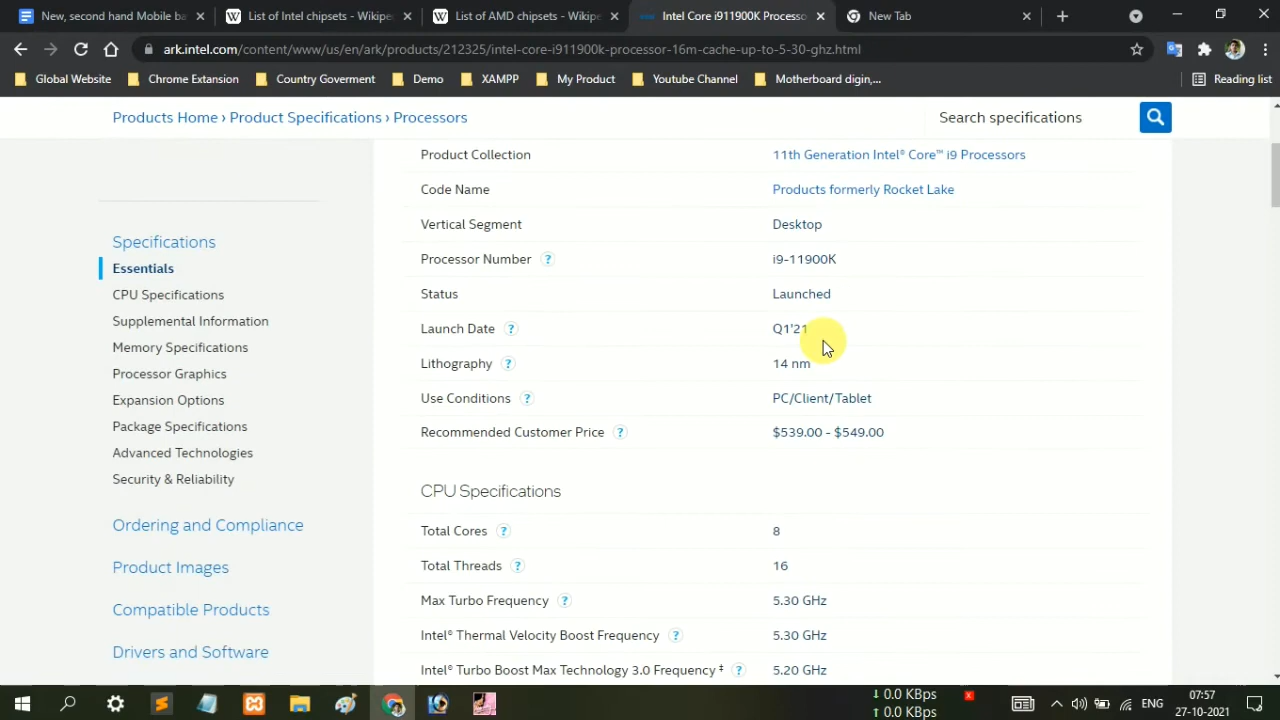 New, second hand Mobile ba
List of Intel chipsets - Wikipe
List of AMD chipsets - Wikipe
Intel Core i911900K Processo
New Tab
ark.intel.com/content/www/us/en/ark/products/212325/intel-core-i911900k-processor-16m-cache-up-to-5-30-ghz.html
Global Website
Chrome Extension
Country Goverment
Demo
XAMPP
My Product
Youtube Channel
Motherboard digin,...
Reading list
Products Home › Product Specifications › Processors
Search specifications
Product Collection 11th Generation Intel® Core™ i9 Processors
Code Name Products formerly Rocket Lake
Vertical Segment Desktop
Processor Number ? i9-11900K
Status Launched
Launch Date ? Q1'21
Lithography ? 14 nm
Use Conditions ? PC/Client/Tablet
Recommended Customer Price ? $539.00 - $549.00
CPU Specifications
Total Cores ? 8
Total Threads ? 16
Max Turbo Frequency ? 5.30 GHz
Intel® Thermal Velocity Boost Frequency ? 5.30 GHz
Intel® Turbo Boost Max Technology 3.0 Frequency ‡ ? 5.20 GHz
Specifications
Essentials
CPU Specifications
Supplemental Information
Memory Specifications
Processor Graphics
Expansion Options
Package Specifications
Advanced Technologies
Security & Reliability
Ordering and Compliance
Product Images
Compatible Products
Drivers and Software
↓ 0.0 KBps
↑ 0.0 KBps
ENG
07:57
27-10-2021